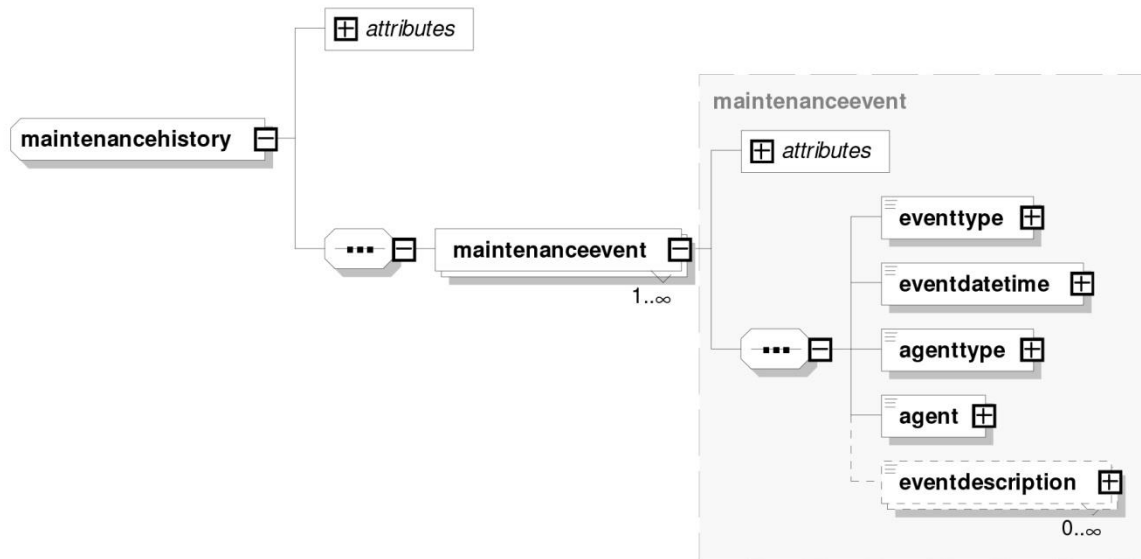 attributes
maintenanceevent
maintenancehistory
attributes
eventtype
maintenanceevent
1..∞
eventdatetime
agenttype
agent
eventdescription
0..∞